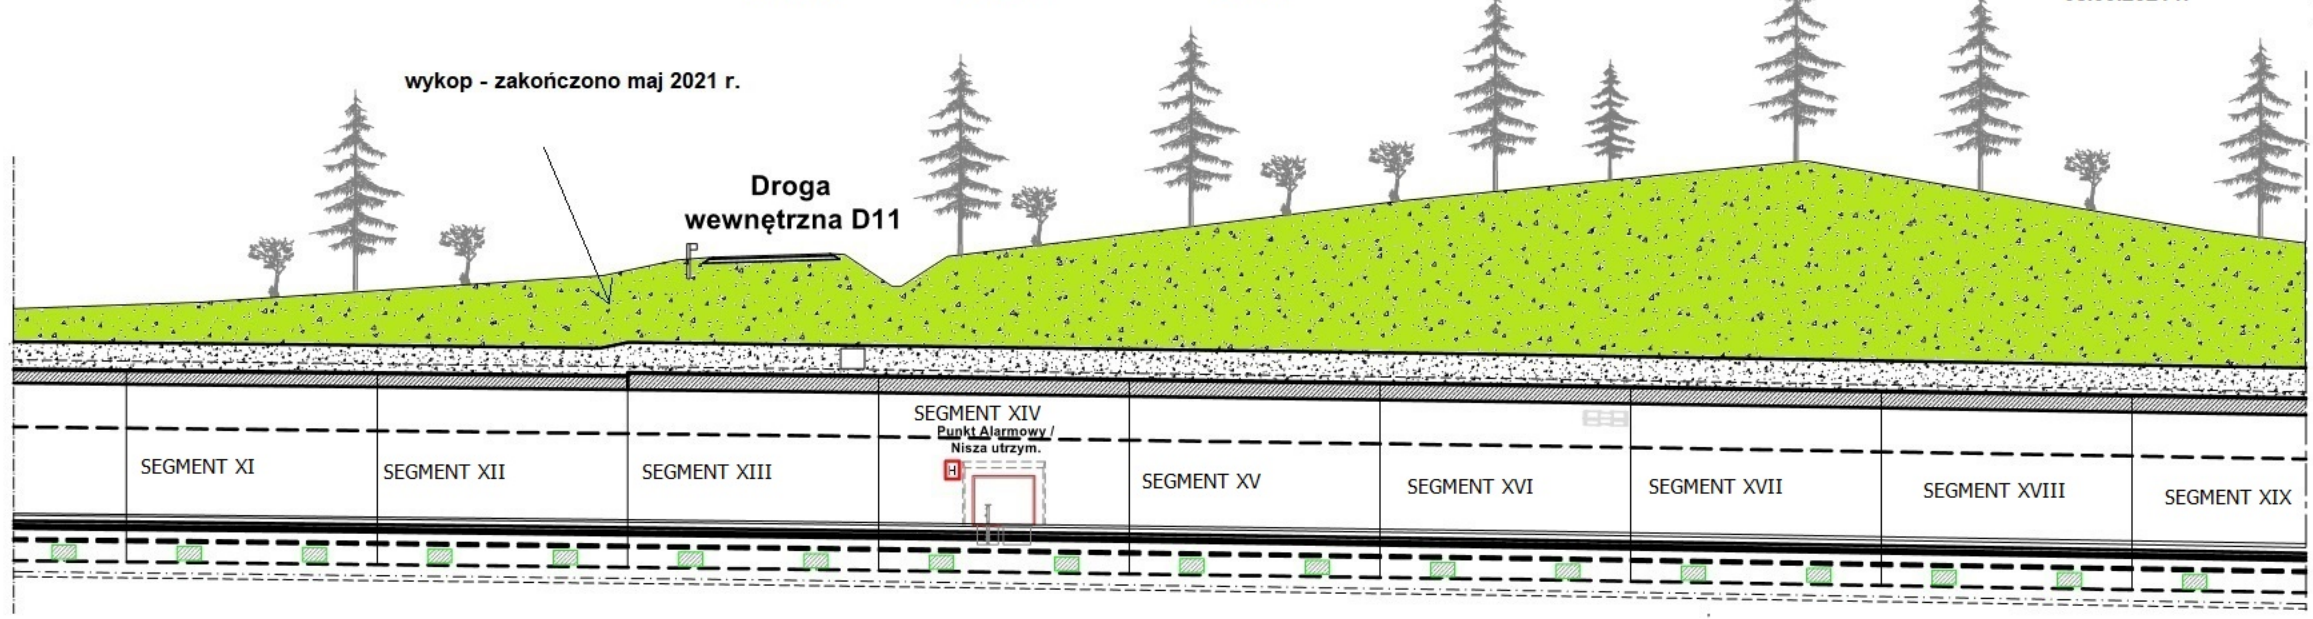 wykop - zakończono maj 2021 r.
Droga
wewnętrzna D11
SEGMENT XI
SEGMENT XII
SEGMENT XIII
SEGMENT XIV
Punkt Alarmowy /
Nisza utrzym.
H
SEGMENT XV
SEGMENT XVI
SEGMENT XVII
SEGMENT XVIII
SEGMENT XIX